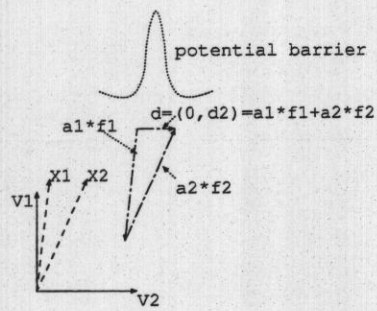 potential barrier
d=(0,d2)=a1*f1+a2*f2
a1*f1
X1 X2
a2*f2
V1
V2